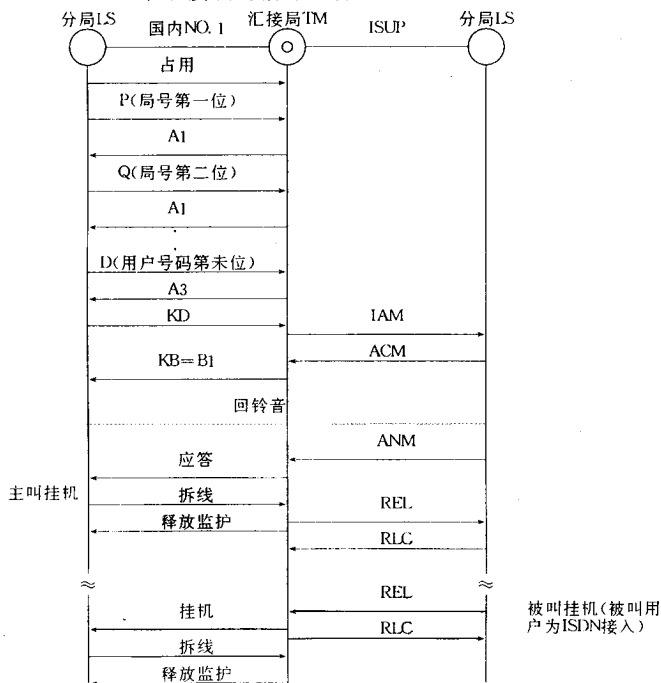 分局LS 国内NO.1 汇接局TM ISUP 分局LS
占用
P(局号第一位)
A1
Q(局号第二位)
A1
D(用户号码第未位)
A3
KD IAM
ACM
KB=B1
回铃音
ANM
应答
主叫挂机 拆线 REL
释放监护 RLC
REL
挂机 被叫挂机(被叫用
RLC 户为ISDN接入)
拆线
释放监护